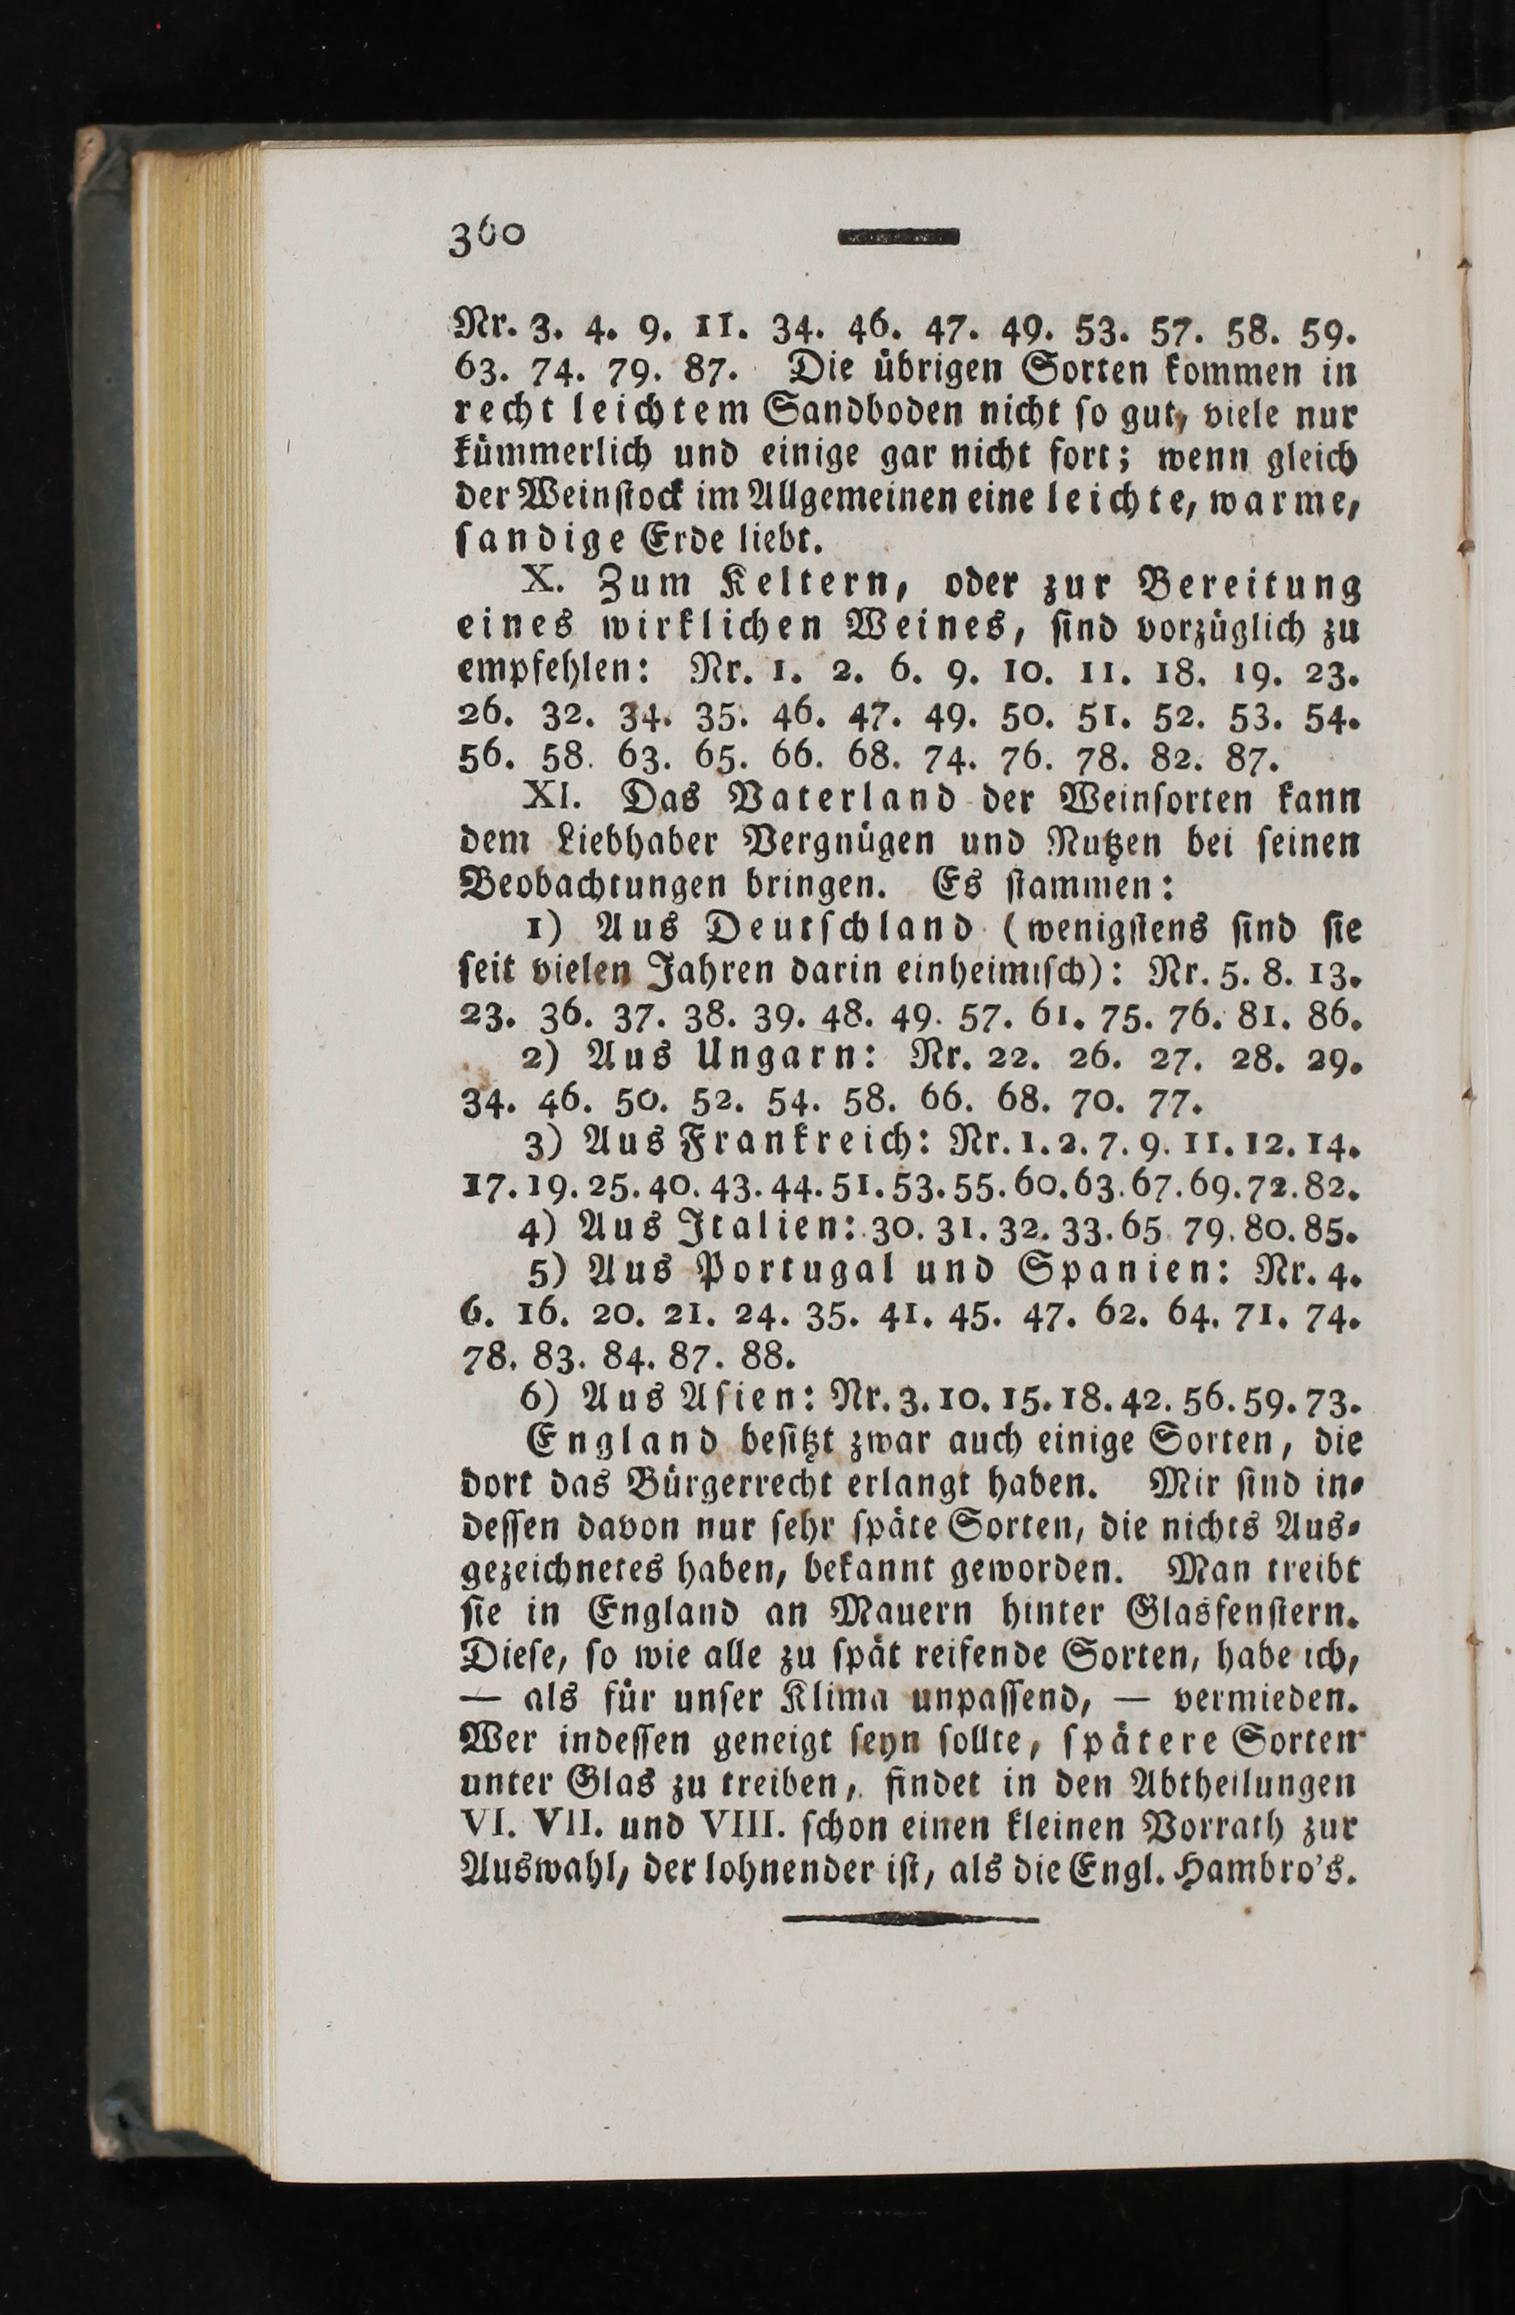 360
Nr. 3. 4. 9. 11. 34. 46. 47. 49. 53. 57. 58. 59.
63. 74. 79. 87. Die übrigen Sorten kommen in
recht leichtem Sandboden nicht ſo gut, viele nur
kümmerlich und einige gar nicht fort; wenn gleich
der Weinſtock im Allgemeinen eine leichte, warme,
ſandige Erde liebt.
X. Zum Keltern, oder zur Bereitung
eines wirklichen Weines, ſind vorzüglich zu
empfehlen: Nr. 1. 2. 6. 9. 10. 11. 18. 19. 23.
26. 32. 34. 35. 46. 47. 49. 50. 51. 52. 53. 54.
56. 58. 63. 65. 66. 68. 74. 76. 78. 82. 87.
XI. Das Vaterland der Weinſorten kann
dem Liebhaber Vergnügen und Nutzen bei ſeinen
Beobachtungen bringen. Es ſtammen:
1) Aus Deutſchland (wenigſtens ſind ſie
ſeit vielen Jahren darin einheimiſch): Nr. 5. 8. 13.
23. 36. 37. 38. 39. 48. 49. 57. 61. 75. 76. 81. 86.
2) Aus Ungarn: Nr. 22. 26. 27. 28. 29.
34. 46. 50. 52. 54. 58. 66. 68. 70. 77.
3) Aus Frankreich: Nr. 1. 2. 7. 9. 11. 12. 14.
17. 19. 25. 40. 43. 44. 51. 53. 55. 60. 63. 67. 69. 72. 82.
4) Aus Italien: 30. 31. 32. 33. 65. 79. 80. 85.
5) Aus Portugal und Spanien: Nr. 4.
6. 16. 20. 21. 24. 35. 41. 45. 47. 62. 64. 71. 74.
78. 83. 84. 87. 88.
6) Aus Aſien: Nr. 3. 10. 15. 18. 42. 56. 59. 73.
England beſitzt zwar auch einige Sorten, die
dort das Bürgerrecht erlangt haben. Mir ſind in⸗
deſſen davon nur ſehr ſpäte Sorten, die nichts Aus⸗
gezeichnetes haben, bekannt geworden. Man treibt
ſie in England an Mauern hinter Glasfenſtern.
Dieſe, ſo wie alle zu ſpät reifende Sorten, habe ich,
— als für unſer Klima unpaſſend, — vermieden.
Wer indeſſen geneigt ſeyn ſollte, ſpätere Sorten
unter Glas zu treiben, findet in den Abtheilungen
VI. VII. und VIII. ſchon einen kleinen Vorrath zur
Auswahl, der lohnender iſt, als die Engl. Hambro's.